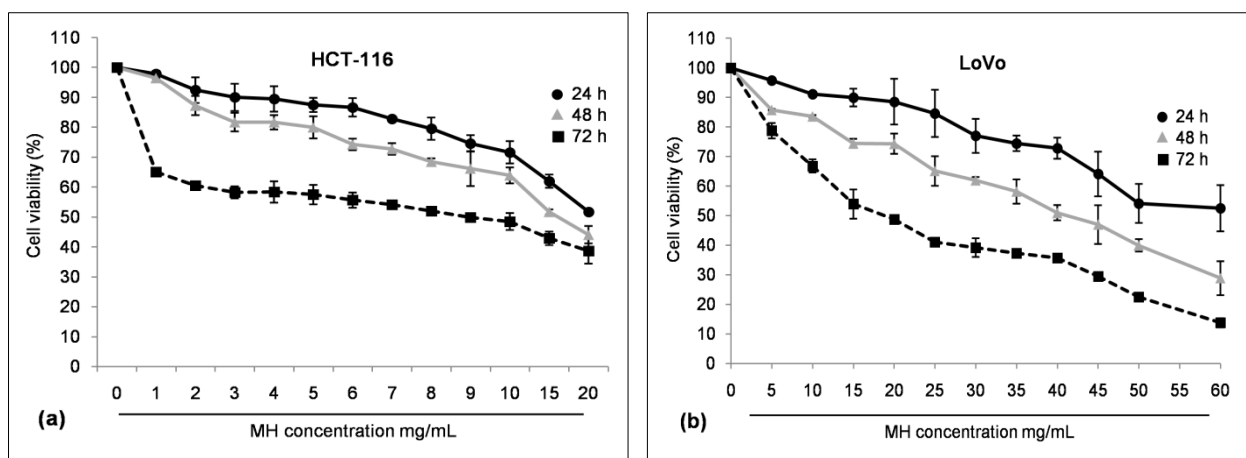 HCT-116
Cell viability (%)
110
100
90
80
70
60
50
40
30
20
10
0
24 h
48 h
72 h
0 1 2 3 4 5 6 7 8 9 10 15 20
(a)
MH concentration mg/mL
LoVo
Cell viability (%)
110
100
90
80
70
60
50
40
30
20
10
0
24 h
48 h
72 h
0 5 10 15 20 25 30 35 40 45 50 55 60
(b)
MH concentration mg/mL